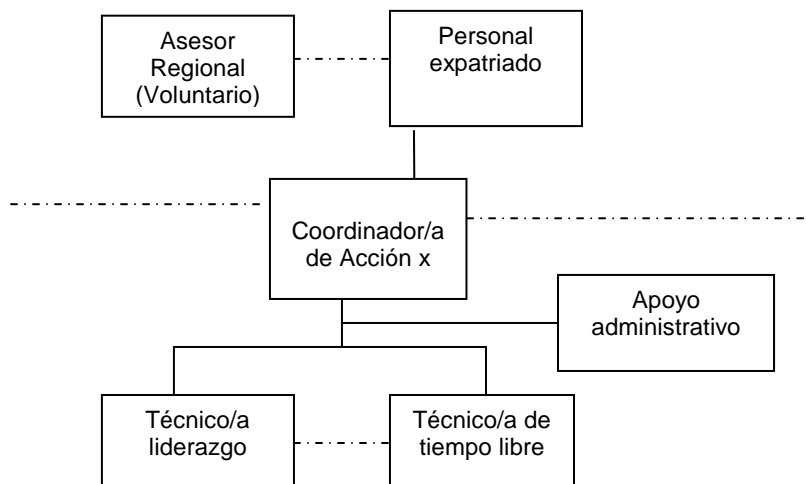 Asesor
Regional
(Voluntario)
Personal
expatriado
Coordinador/a
de Acción x
Apoyo
administrativo
Técnico/a
liderazgo
Técnico/a de
tiempo libre